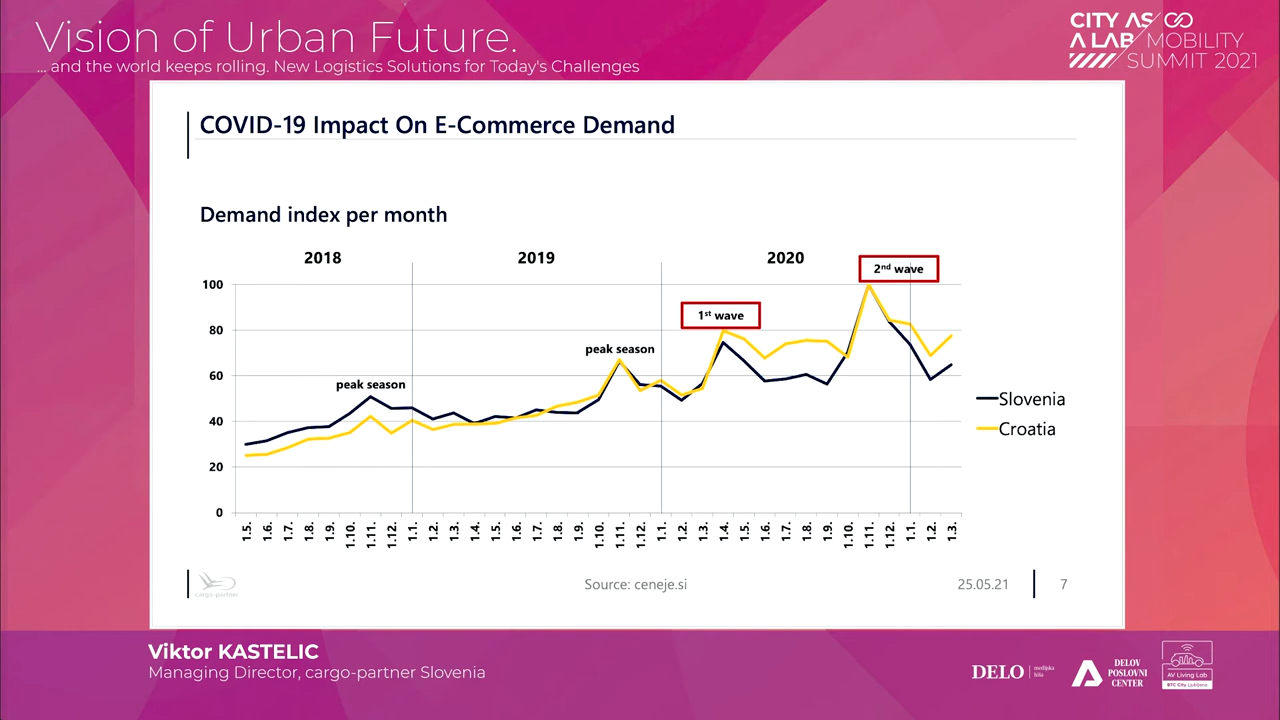 Vision of Urban Future.
... and the world keeps rolling. New Logistics Solutions for Today's Challenges
CITY AS
A LAB MOBILITY
SUMMIT 2021
COVID-19 Impact On E-Commerce Demand
Demand index per month
2018 2019 2020
2nd wave
1st wave
peak season
peak season
100
80
60
40
20
0
Slovenia
Croatia
1.5. 1.6. 1.7. 1.8. 1.9. 1.10. 1.11. 1.12. 1.1. 1.2. 1.3. 1.4. 1.5. 1.6. 1.7. 1.8. 1.9. 1.10. 1.11. 1.12. 1.1. 1.2. 1.3. 1.4. 1.5. 1.6. 1.7. 1.8. 1.9. 1.10. 1.11. 1.12. 1.1. 1.2. 1.3.
cargo-partner
Source: ceneje.si
25.05.21 7
Viktor KASTELIC
Managing Director, cargo-partner Slovenia
DELO medijska
hiša
DELOV
POSLOVNI
CENTER
AV Living Lab
BTC City Ljubljana